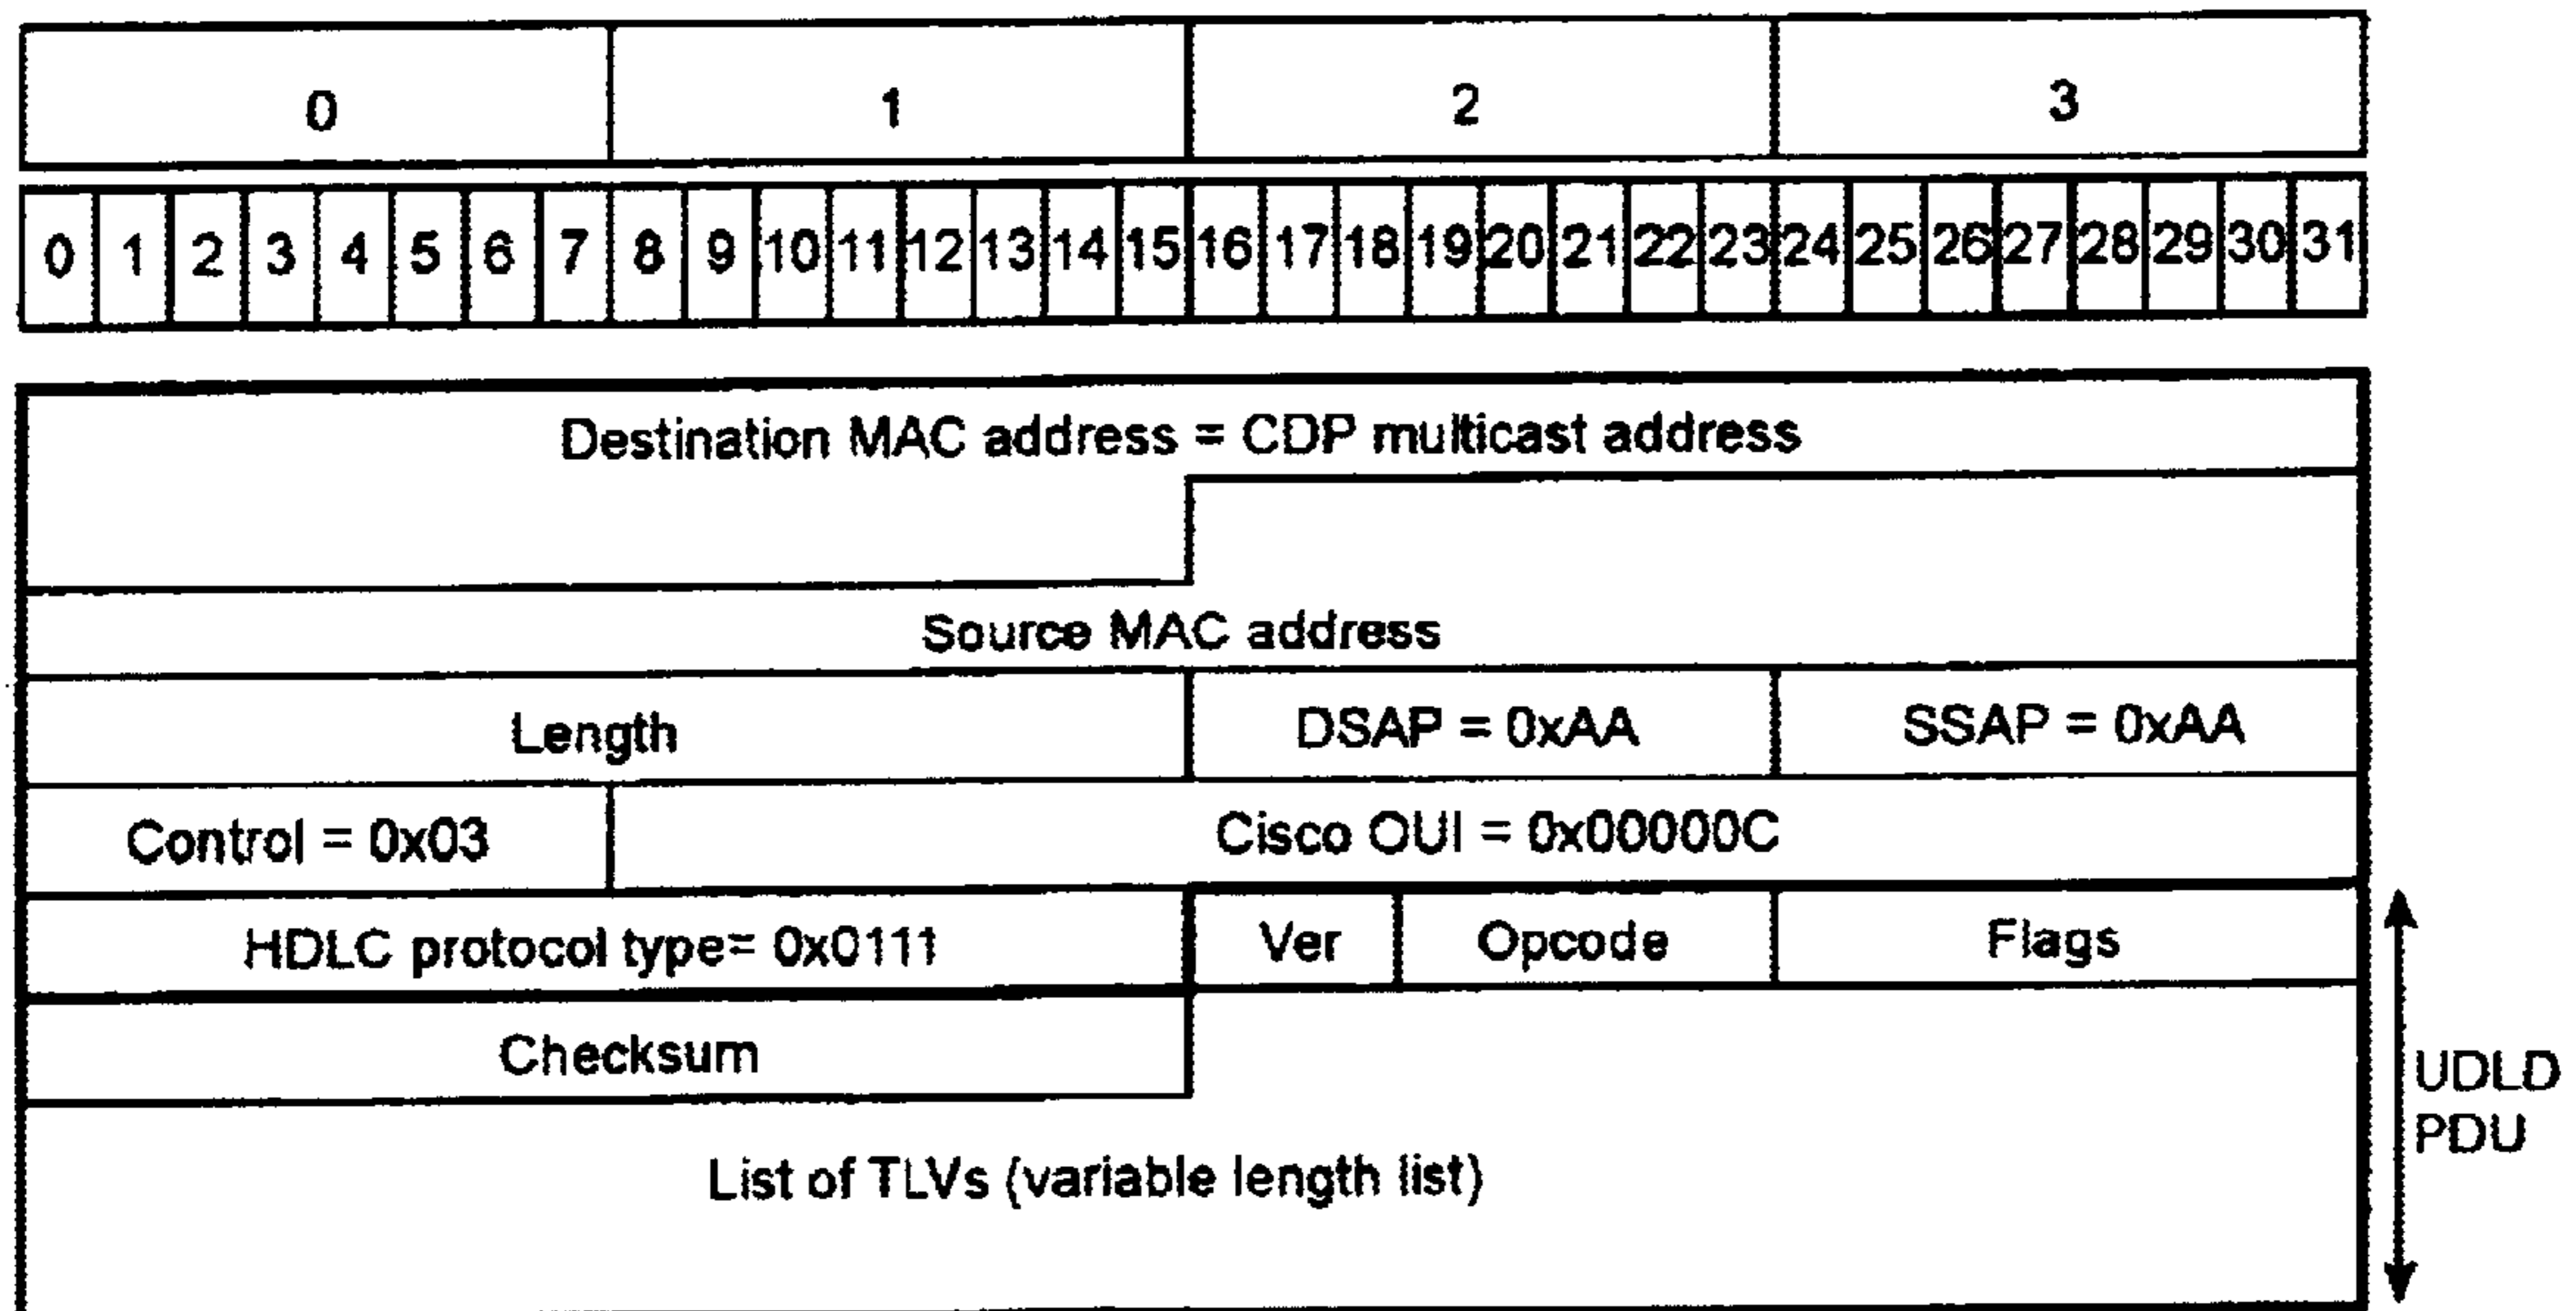 0 1 2 3
0 1 2 3 4 5 6 7 8 9 10 11 12 13 14 15 16 17 18 19 20 21 22 23 24 25 26 27 28 29 30 31
Destination MAC address = CDP multicast address
Source MAC address
Length DSAP = 0xAA SSAP = 0xAA
Control = 0x03 Cisco OUI = 0x00000C
HDLC protocol type= 0x0111 Ver Opcode Flags
Checksum
UDLD
PDU
List of TLVs (variable length list)